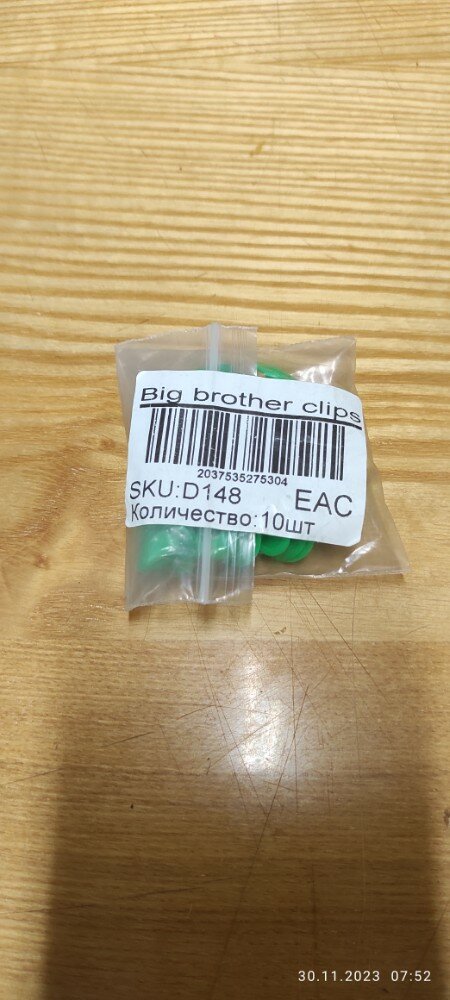 Big brother clips
2037535275304
SKU:D148 EAC
Количество:10шт
30.11.2023 07:52